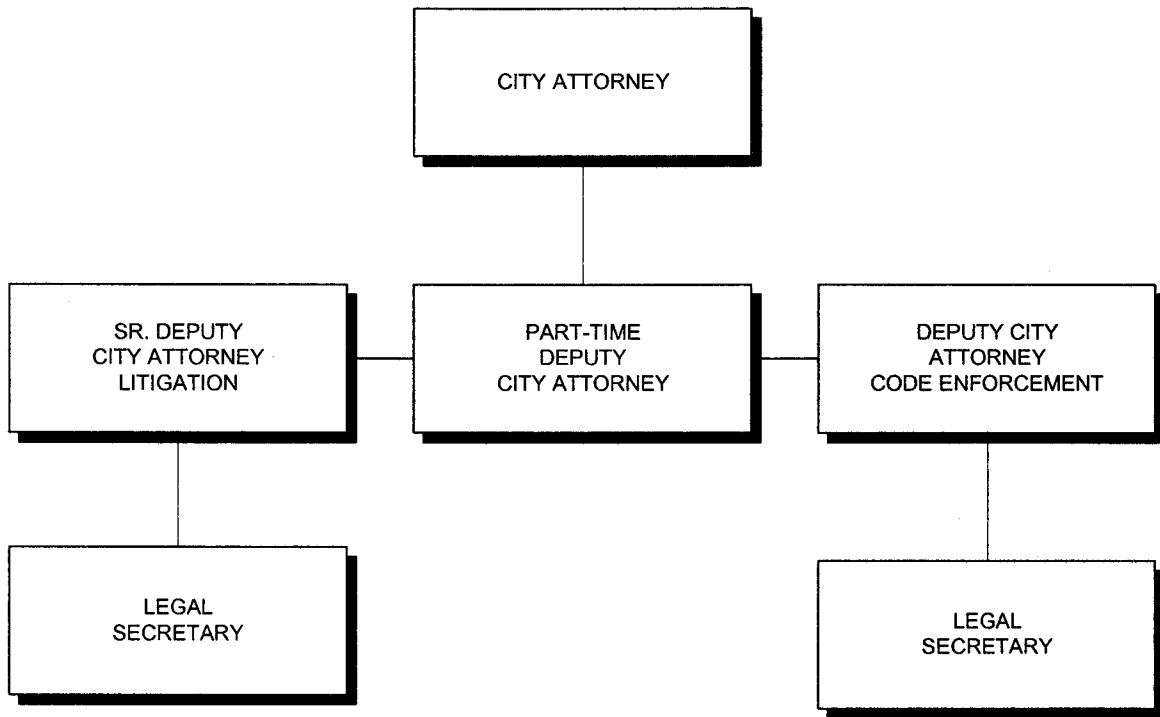 CITY ATTORNEY
SR. DEPUTY
CITY ATTORNEY
LITIGATION
PART-TIME
DEPUTY
CITY ATTORNEY
DEPUTY CITY
ATTORNEY
CODE ENFORCEMENT
LEGAL
SECRETARY
LEGAL
SECRETARY